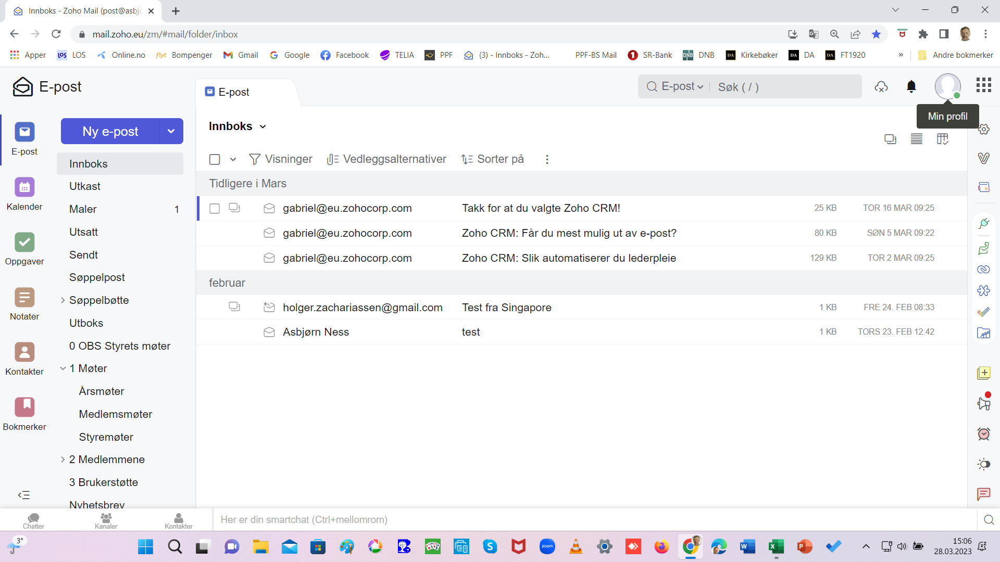 Innboks - Zoho Mail (post@asbj
mail.zoho.eu/zm/#mail/folder/inbox
Apper LOS LOS Online.no flyt Bompenger Gmail Google Facebook TELIA PPF (3) - Innboks - Zoh... PPF-BS Mail 1 SR-Bank DNB DNB DA Kirkebøker DA DA DA FT1920 » Andre bokmerker
E-post
E-post
E-post Søk ( / )
Min profil
Ny e-post
Innboks
E-post
Kalender
Oppgaver
Notater
Kontakter
Bokmerker
Innboks
Utkast
Maler 1
Utsatt
Sendt
Søppelpost
Søppelbøtte
Utboks
0 OBS Styrets møter
1 Møter
Årsmøter
Medlemsmøter
Styremøter
2 Medlemmene
3 Brukerstøtte
Nyhetsbrev
Visninger Vedleggsalternativer Sorter på
Tidligere i Mars
gabriel@eu.zohocorp.com Takk for at du valgte Zoho CRM! 25 KB TOR 16 MAR 09:25
gabriel@eu.zohocorp.com Zoho CRM: Får du mest mulig ut av e-post? 80 KB SØN 5 MAR 09:22
gabriel@eu.zohocorp.com Zoho CRM: Slik automatiserer du lederpleie 129 KB TOR 2 MAR 09:25
februar
holger.zachariassen@gmail.com Test fra Singapore 1 KB FRE 24. FEB 08:33
Asbjørn Ness test 1 KB TORS 23. FEB 12:42
Chatter Kanaler Kontakter
Her er din smartchat (Ctrl+mellomrom)
3°
zoom
15:06
28.03.2023